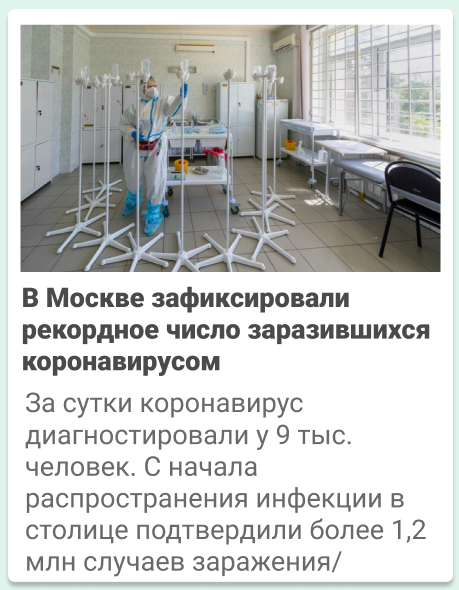 В Москве зафиксировали
рекордное число заразившихся
коронавирусом
За сутки коронавирус
диагностировали у 9 тыс.
человек. С начала
распространения инфекции в
столице подтвердили более 1,2
млн случаев заражения/